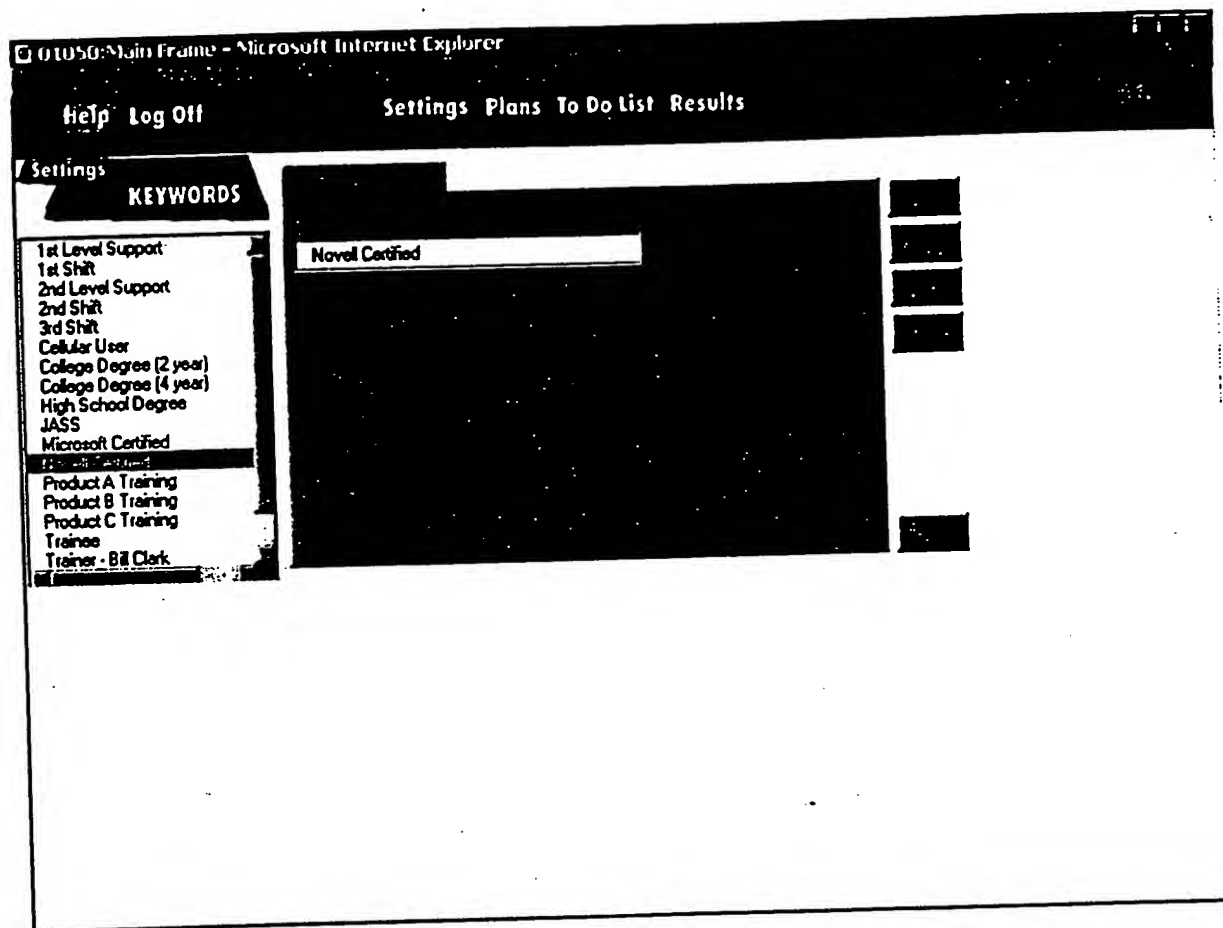 01050:Main Frame - Microsoft Internet Explorer
Help Log Off Settings Plans To Do List Results
Settings
KEYWORDS
1st Level Support
1st Shift
2nd Level Support
2nd Shift
3rd Shift
Cellular User
College Degree (2 year)
College Degree (4 year)
High School Degree
JASS
Microsoft Certified
Product A Training
Product B Training
Product C Training
Trainee
Trainer - Bill Clark
Novell Certified